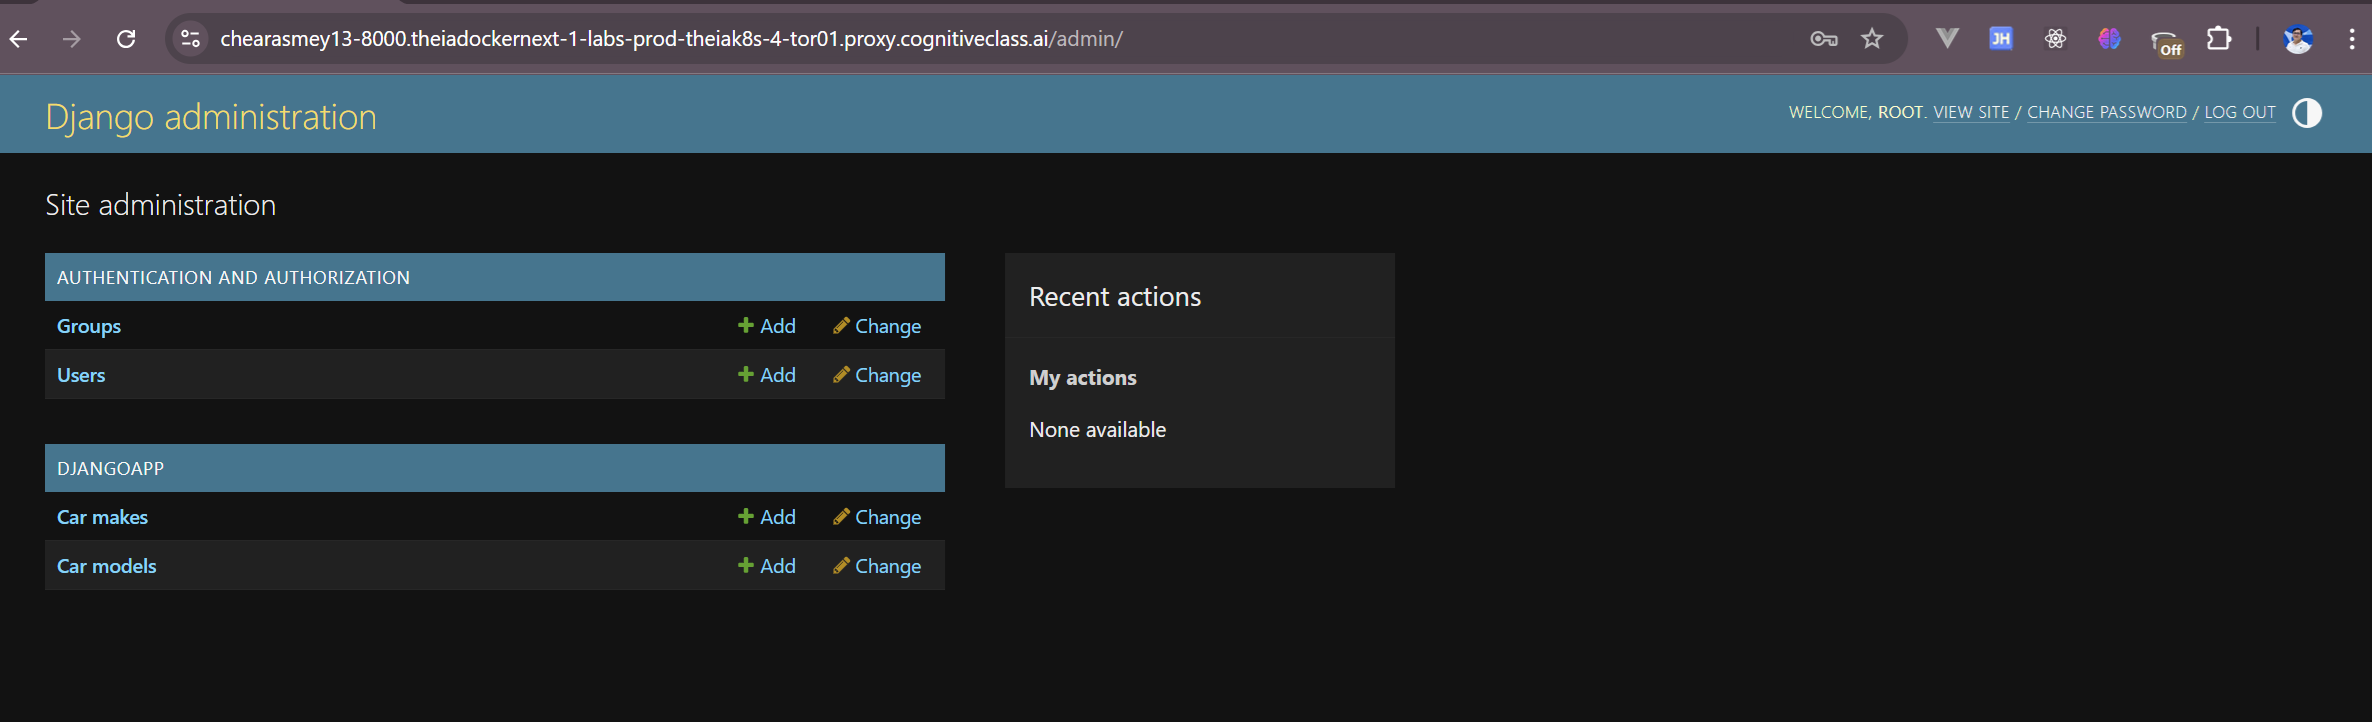 chearasmey13-8000.theiadockernext-1-labs-prod-theiak8s-4-tor01.proxy.cognitiveclass.ai/admin/
JH
Off
Django administration
WELCOME, ROOT. VIEW SITE / CHANGE PASSWORD / LOG OUT
Site administration
AUTHENTICATION AND AUTHORIZATION
Groups Add Change
Users Add Change
DJANGOAPP
Car makes Add Change
Car models Add Change
Recent actions
My actions
None available